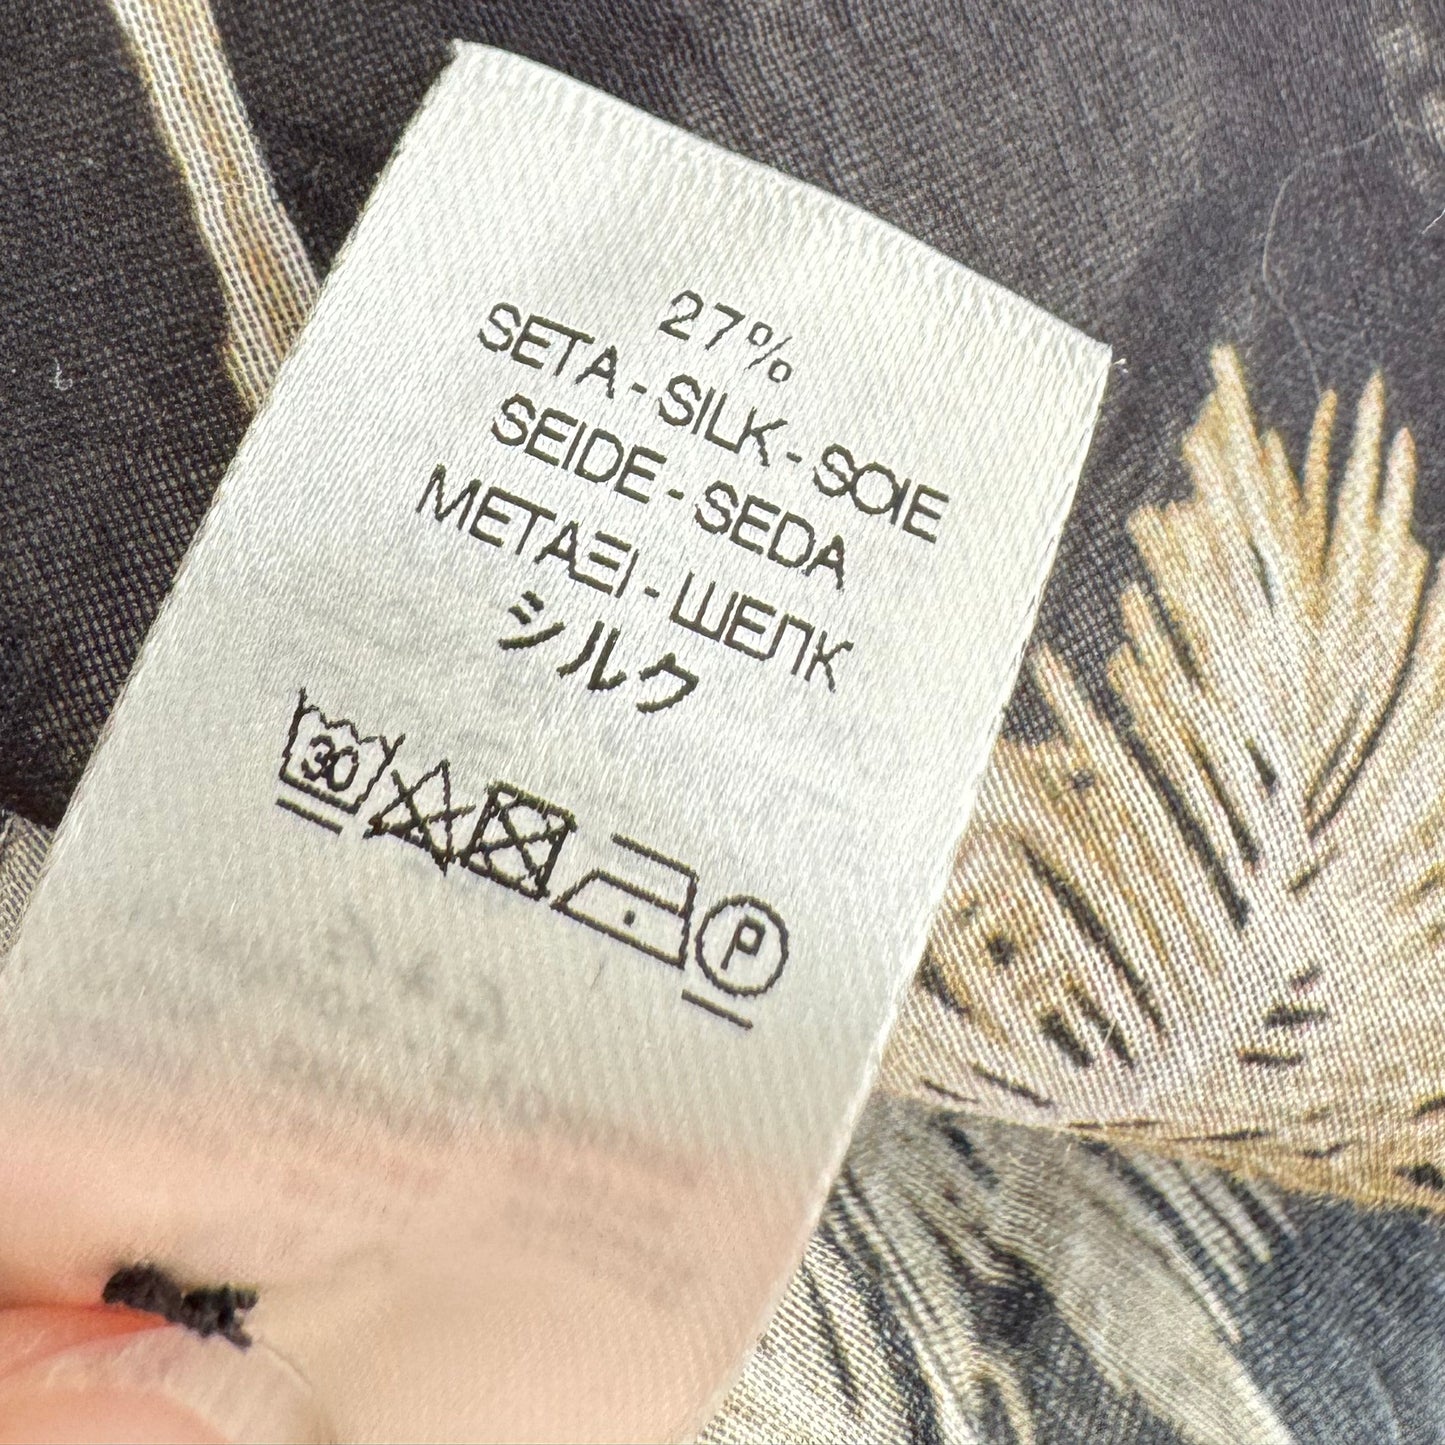 27%
SETA - SILK - SOIE
SEIDE - SEDA
ΜΕΤΑΞΙ - ШЕЛК
シルク
30
P